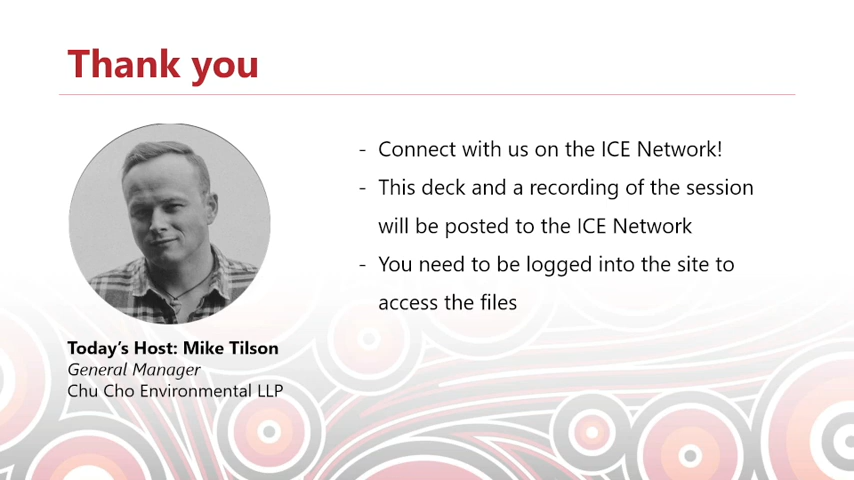 Thank you
- Connect with us on the ICE Network!
- This deck and a recording of the session
will be posted to the ICE Network
- You need to be logged into the site to
access the files
Today's Host: Mike Tilson
General Manager
Chu Cho Environmental LLP